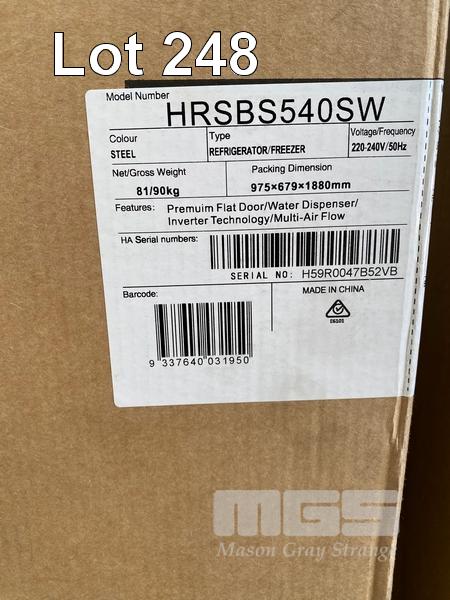 Lot 248
Model Number
HRSBS540SW
Colour
STEEL
Type
REFRIGERATOR/FREEZER
Voltage/Frequency
220-240V/50Hz
Net/Gross Weight
81/90kg
Packing Dimension
975×679×1880mm
Features: Premuim Flat Door/Water Dispenser/
Inverter Technology/Multi-Air Flow
HA Serial numbers:
SERIAL NO: H59R0047B52VB
Barcode:
9 337640 031950
MADE IN CHINA
E6101
MGS
Mason Gray Strange